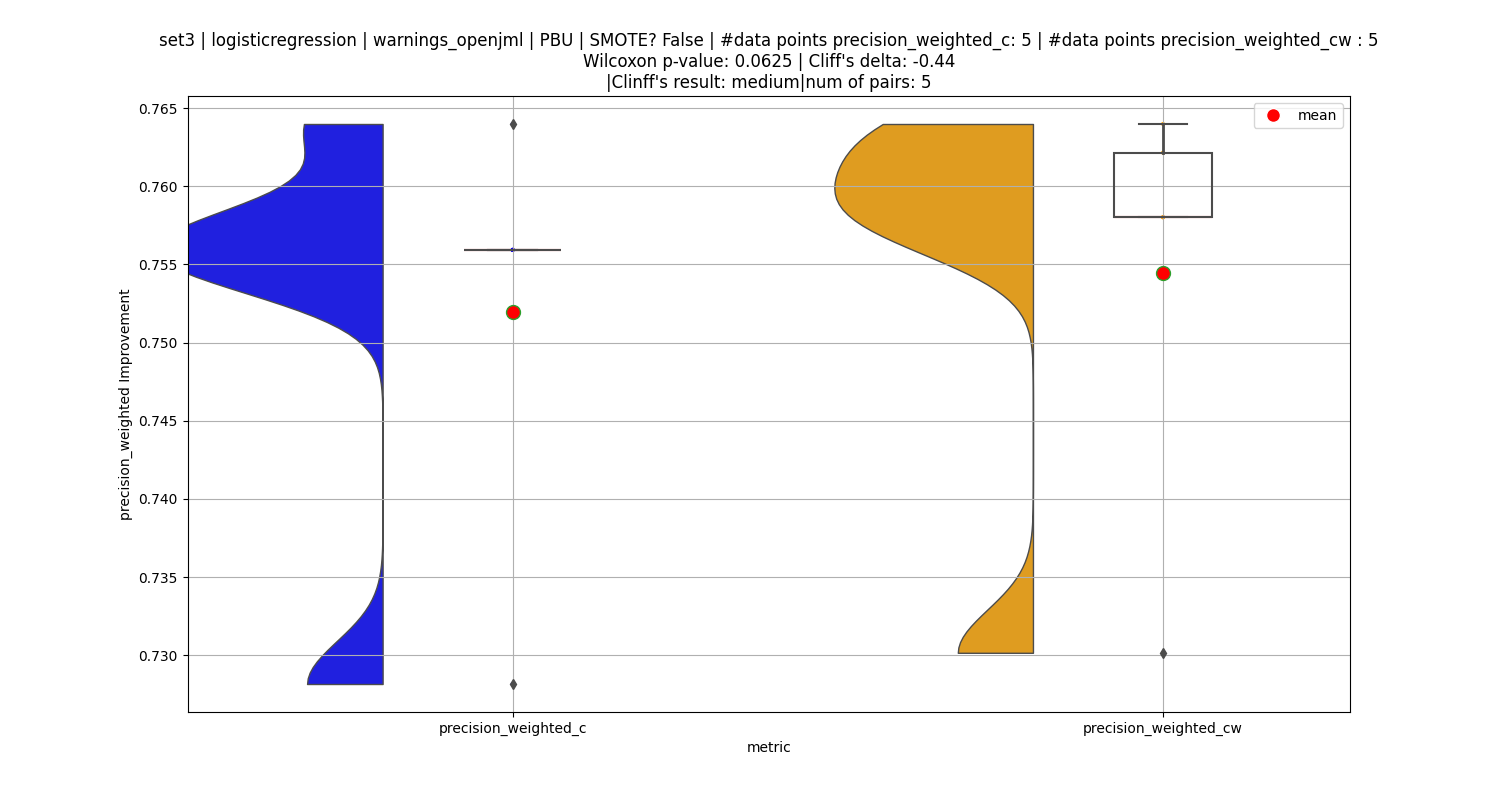 set3 | logisticregression | warnings_openjml | PBU | SMOTE? False | #data points precision_weighted_c: 5 | #data points precision_weighted_cw : 5
Wilcoxon p-value: 0.0625 | Cliff's delta: -0.44
|Clinff's result: medium|num of pairs: 5
mean
0.765
0.760
0.755
0.750
0.745
0.740
0.735
0.730
precision_weighted Improvement
precision_weighted_c
precision_weighted_cw
metric